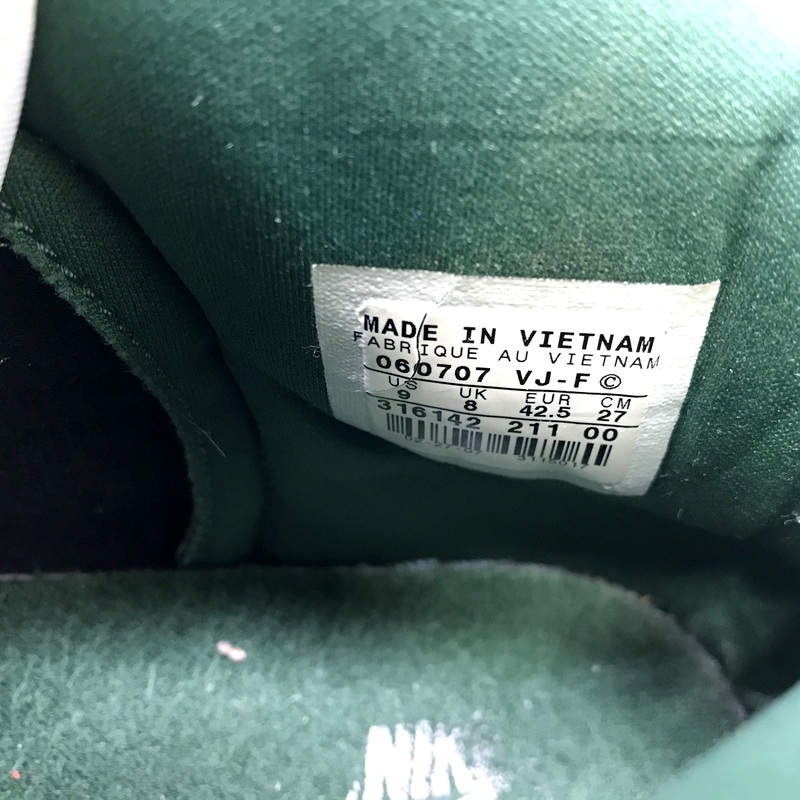 MADE IN VIETNAM
FABRIQUE AU VIETNAM
060707 VJ-F ©
US UK EUR CM
9 8 42.5 27
316142 211 00
NIK